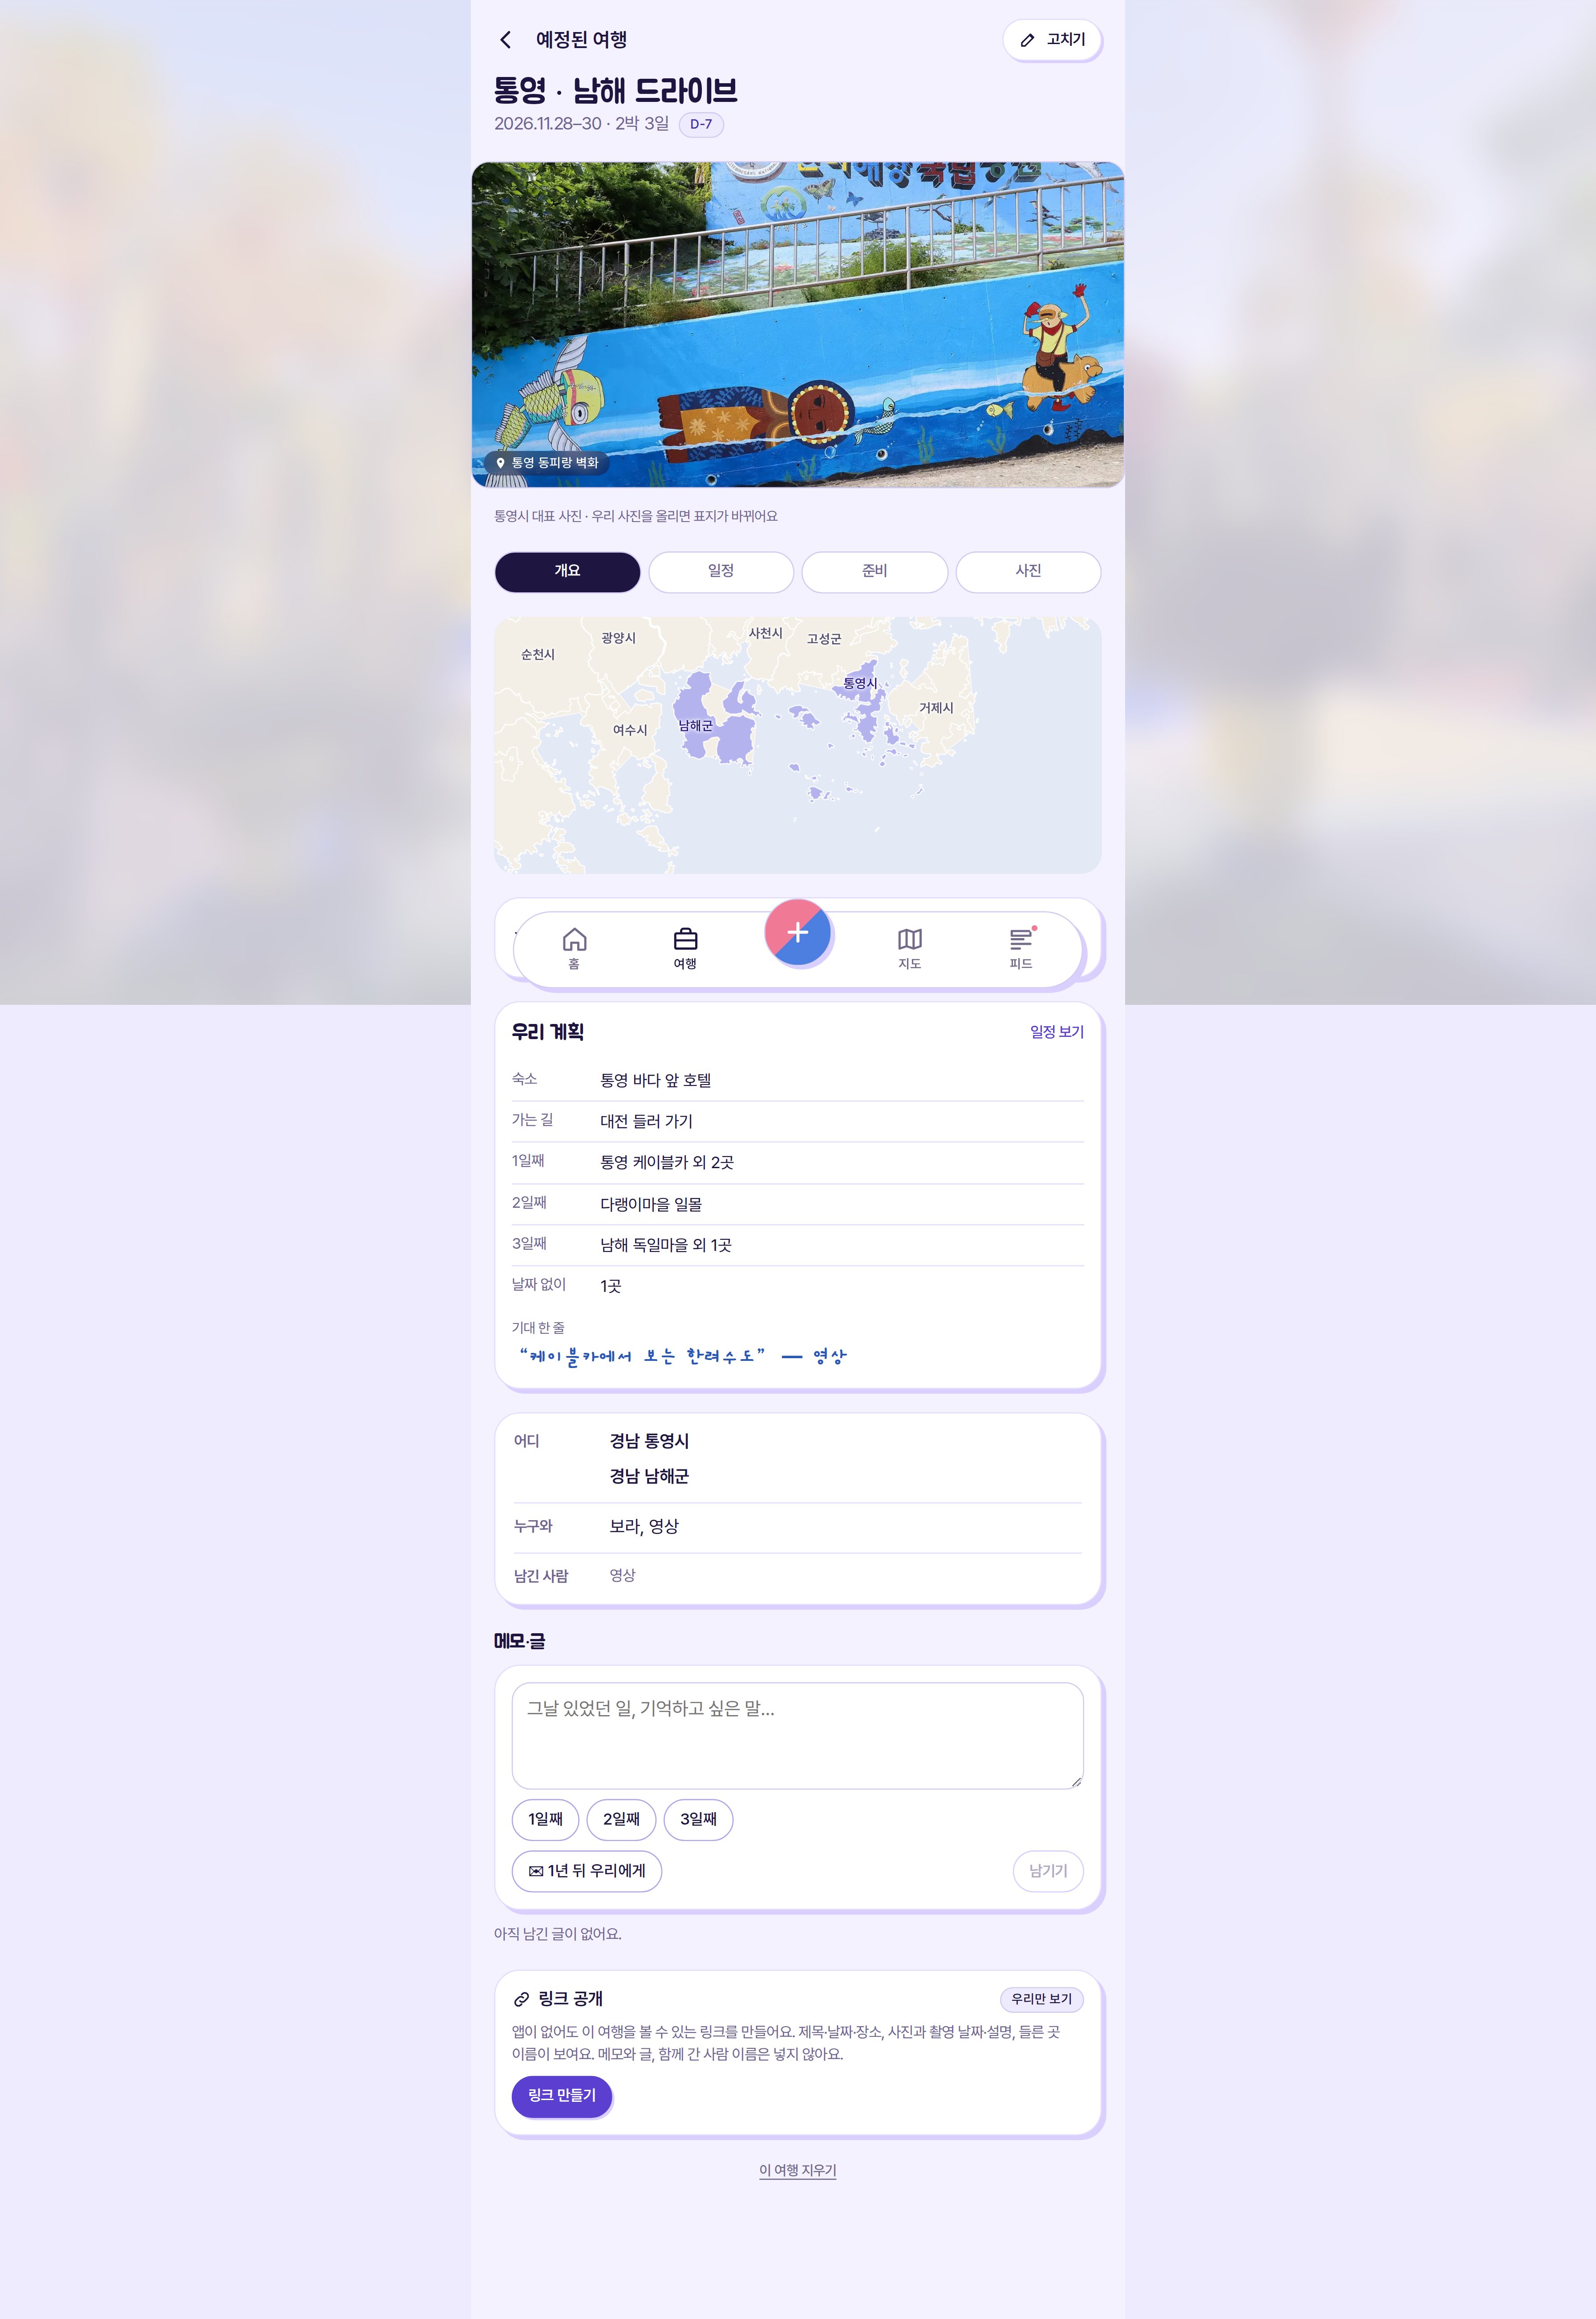 예정된 여행
고치기
통영 · 남해 드라이브
2026.11.28–30 · 2박 3일 D-7
통영 동피랑 벽화
통영시 대표 사진 · 우리 사진을 올리면 표지가 바뀌어요
개요 일정 준비 사진
순천시
광양시
사천시
고성군
통영시
거제시
여수시
남해군
홈 여행 지도 피드
우리 계획
일정 보기
숙소 통영 바다 앞 호텔
가는 길 대전 들러 가기
1일째 통영 케이블카 외 2곳
2일째 다랭이마을 일몰
3일째 남해 독일마을 외 1곳
날짜 없이 1곳
기대 한 줄
“케이블카에서 보는 한려수도” — 영상
어디 경남 통영시
경남 남해군
누구와 보라, 영상
남긴 사람 영상
메모·글
그날 있었던 일, 기억하고 싶은 말…
1일째 2일째 3일째
✉ 1년 뒤 우리에게
남기기
아직 남긴 글이 없어요.
링크 공개
우리만 보기
앱이 없어도 이 여행을 볼 수 있는 링크를 만들어요. 제목·날짜·장소, 사진과 촬영 날짜·설명, 들른 곳
이름이 보여요. 메모와 글, 함께 간 사람 이름은 넣지 않아요.
링크 만들기
이 여행 지우기